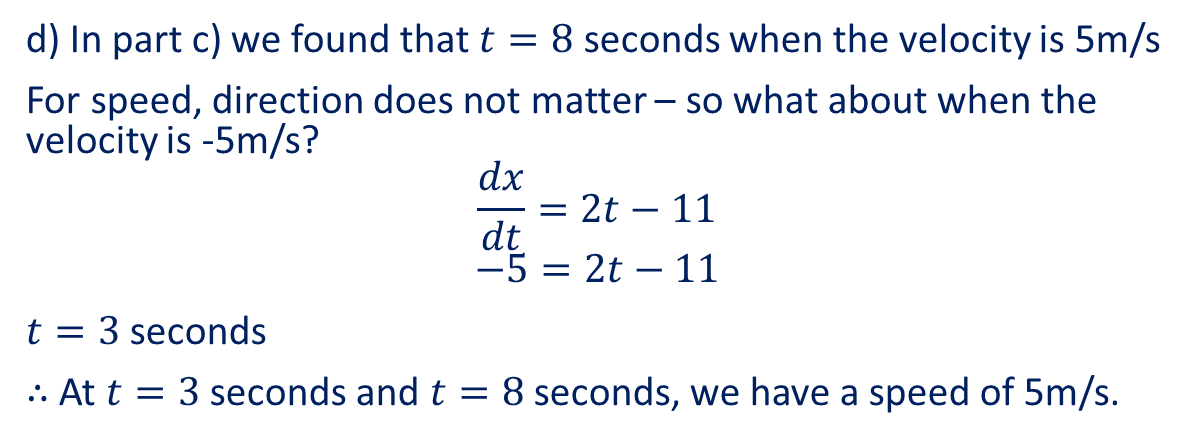 d) In part c) we found that t = 8 seconds when the velocity is 5m/s
For speed, direction does not matter – so what about when the
velocity is -5m/s?
dx/dt = 2t − 11
−5 = 2t − 11
t = 3 seconds
∴ At t = 3 seconds and t = 8 seconds, we have a speed of 5m/s.